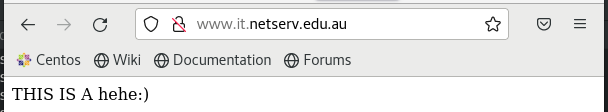 www.it.netserv.edu.au
Centos Wiki Documentation Forums
THIS IS A hehe:)